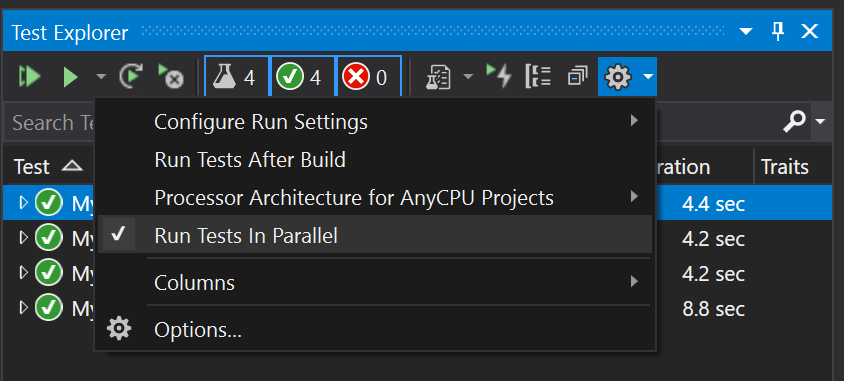 Test Explorer
4 4 0
Configure Run Settings
Search Te
Run Tests After Build
Test ration Traits
Processor Architecture for AnyCPU Projects
My 4.4 sec
Run Tests In Parallel
My 4.2 sec
My 4.2 sec
Columns
My 8.8 sec
Options...